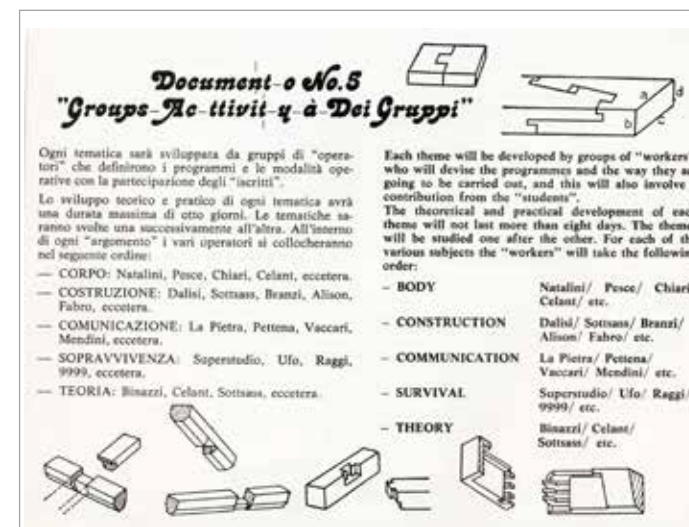 Document-o No.5
"Groups-Ac-ttivit-y-à Dei Gruppi"
a
d
b
c
Ogni tematica sarà sviluppata da gruppi di "opera-
tori" che definirono i programmi e le modalità ope-
rative con la partecipazione degli "iscritti".
Lo sviluppo teorico e pratico di ogni tematica avrà
una durata massima di otto giorni. Le tematiche sa-
ranno svolte una successivamente all'altra. All'interno
di ogni "argomento" i vari operatori si collocheranno
nel seguente ordine:
— CORPO: Natalini, Pesce, Chiari, Celant, eccetera.
— COSTRUZIONE: Dalisi, Sottsass, Branzi, Alison,
Fabro, eccetera.
— COMUNICAZIONE: La Pietra, Pettena, Vaccari,
Mendini, eccetera.
— SOPRAVVIVENZA: Superstudio, Ufo, Raggi,
9999, eccetera.
— TEORIA: Binazzi, Celant, Sottsass, eccetera.
Each theme will be developed by groups of "workers"
who will devise the programmes and the way they a
going to be carried out, and this will also involve
contribution from the "students".
The theoretical and practical development of eac
theme will not last more than eight days. The theme
will be studied one after the other. For each of th
various subjects the "workers" will take the followin
order:
– BODY Natalini/ Pesce/ Chiari
Celant/ etc.
– CONSTRUCTION Dalisi/ Sottsass/ Branzi/
Alison/ Fabro/ etc.
– COMMUNICATION La Pietra/ Pettena/
Vaccari/ Mendini/ etc.
– SURVIVAL Superstudio/ Ufo/ Raggi/
9999/ etc.
– THEORY Binazzi/ Celant/
Sottsass/ etc.